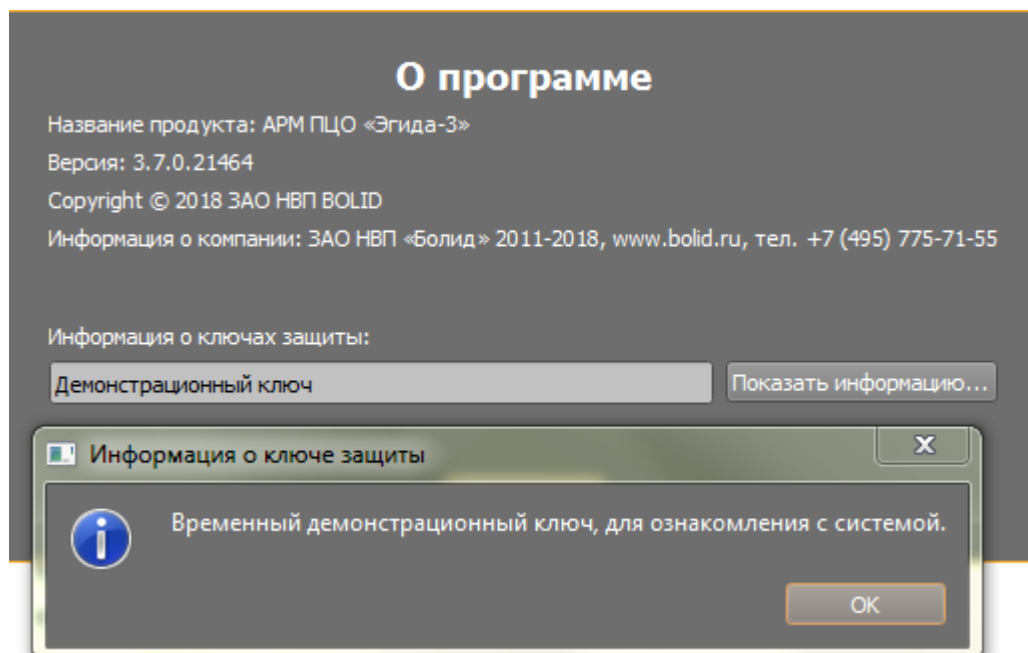 О программе
Название продукта: АРМ ПЦО «Эгида-3»
Версия: 3.7.0.21464
Copyright © 2018 ЗАО НВП BOLID
Информация о компании: ЗАО НВП «Болид» 2011-2018, www.bolid.ru, тел. +7 (495) 775-71-55
Информация о ключах защиты:
Демонстрационный ключ
Показать информацию...
Информация о ключе защиты
Временный демонстрационный ключ, для ознакомления с системой.
OK